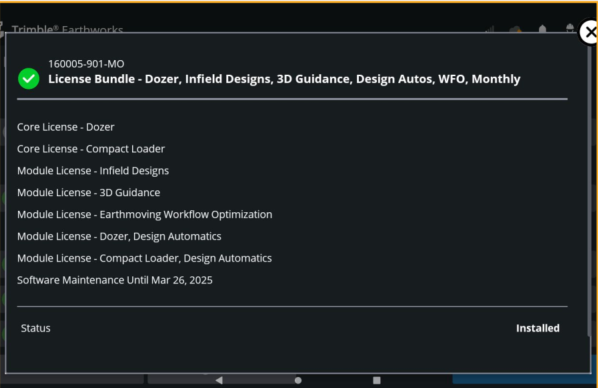 Trimble® Earthworks
160005-901-MO
License Bundle - Dozer, Infield Designs, 3D Guidance, Design Autos, WFO, Monthly
Core License - Dozer
Core License - Compact Loader
Module License - Infield Designs
Module License - 3D Guidance
Module License - Earthmoving Workflow Optimization
Module License - Dozer, Design Automatics
Module License - Compact Loader, Design Automatics
Software Maintenance Until Mar 26, 2025
Status Installed